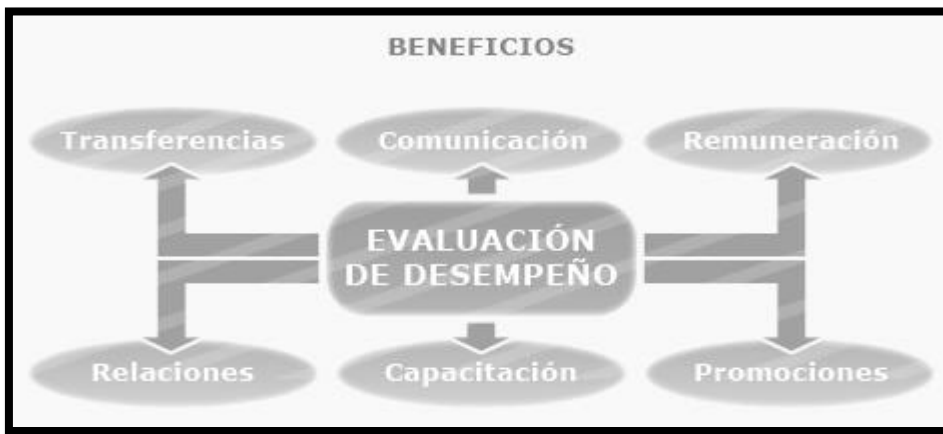 BENEFICIOS
Transferencias
Comunicación
Remuneración
EVALUACIÓN
DE DESEMPEÑO
Relaciones
Capacitación
Promociones